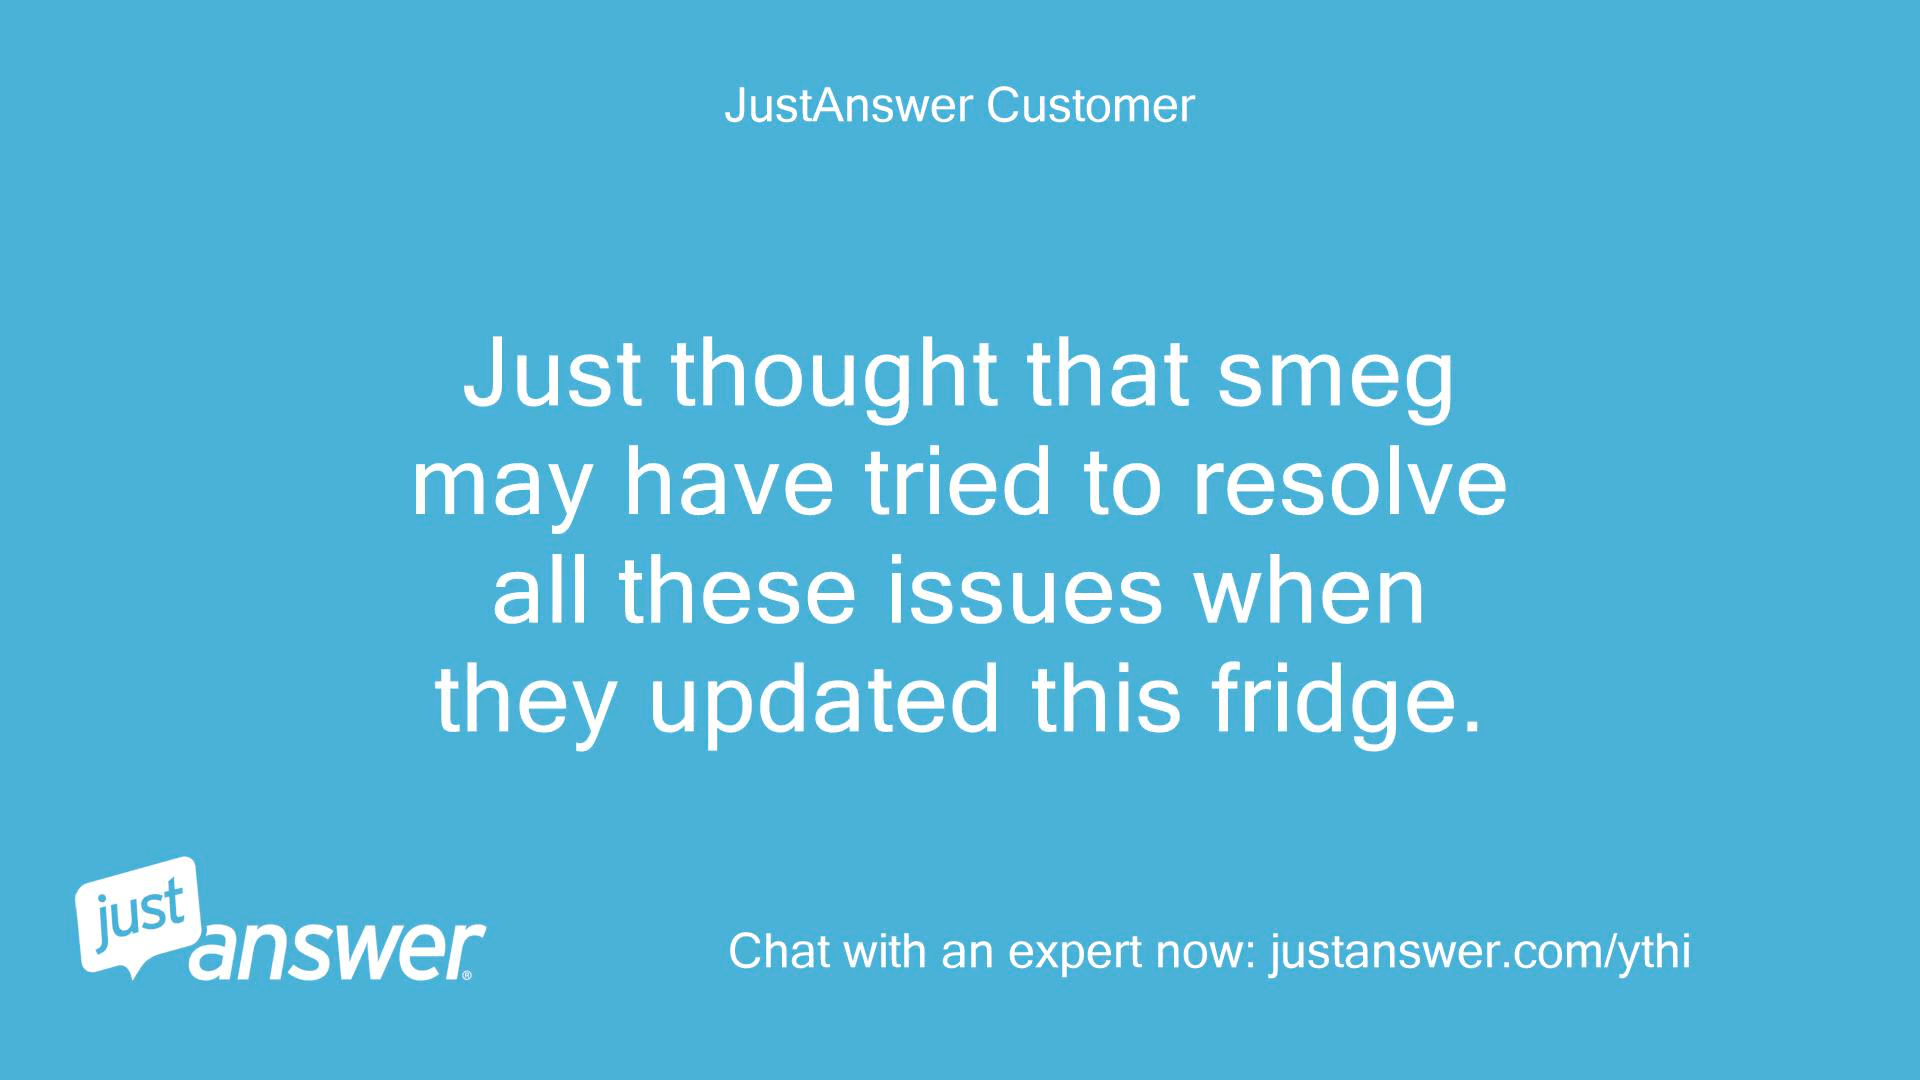 JustAnswer Customer
Just thought that smeg
may have tried to resolve
all these issues when
they updated this fridge.
just
answer®
Chat with an expert now: justanswer.com/ythi